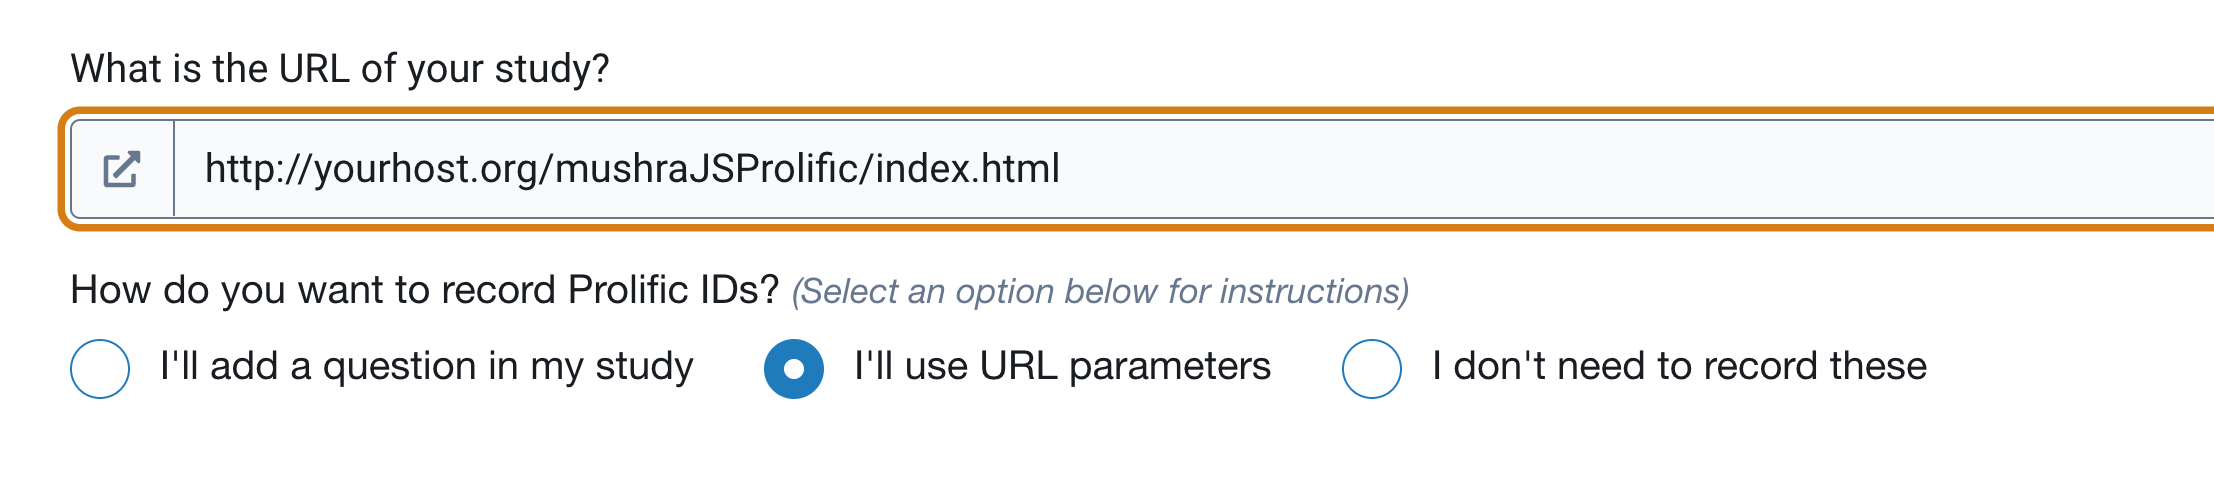 What is the URL of your study?
http://yourhost.org/mushraJSProlific/index.html
How do you want to record Prolific IDs? (Select an option below for instructions)
I'll add a question in my study I'll use URL parameters I don't need to record these